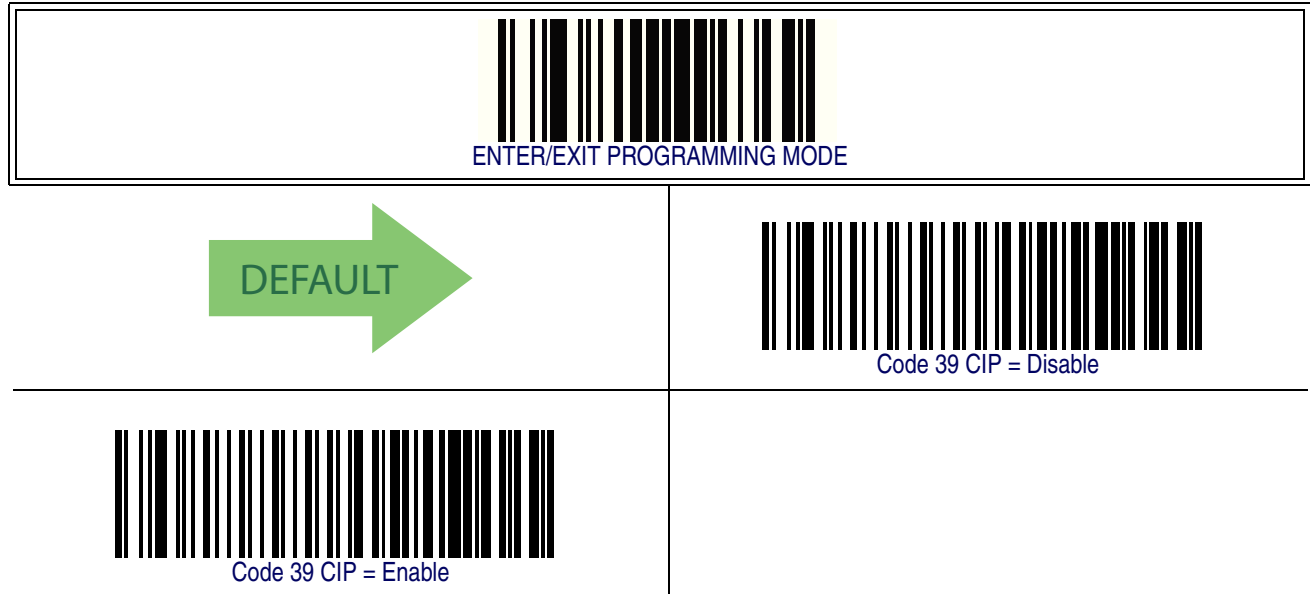 ENTER/EXIT PROGRAMMING MODE
DEFAULT
Code 39 CIP = Disable
Code 39 CIP = Enable